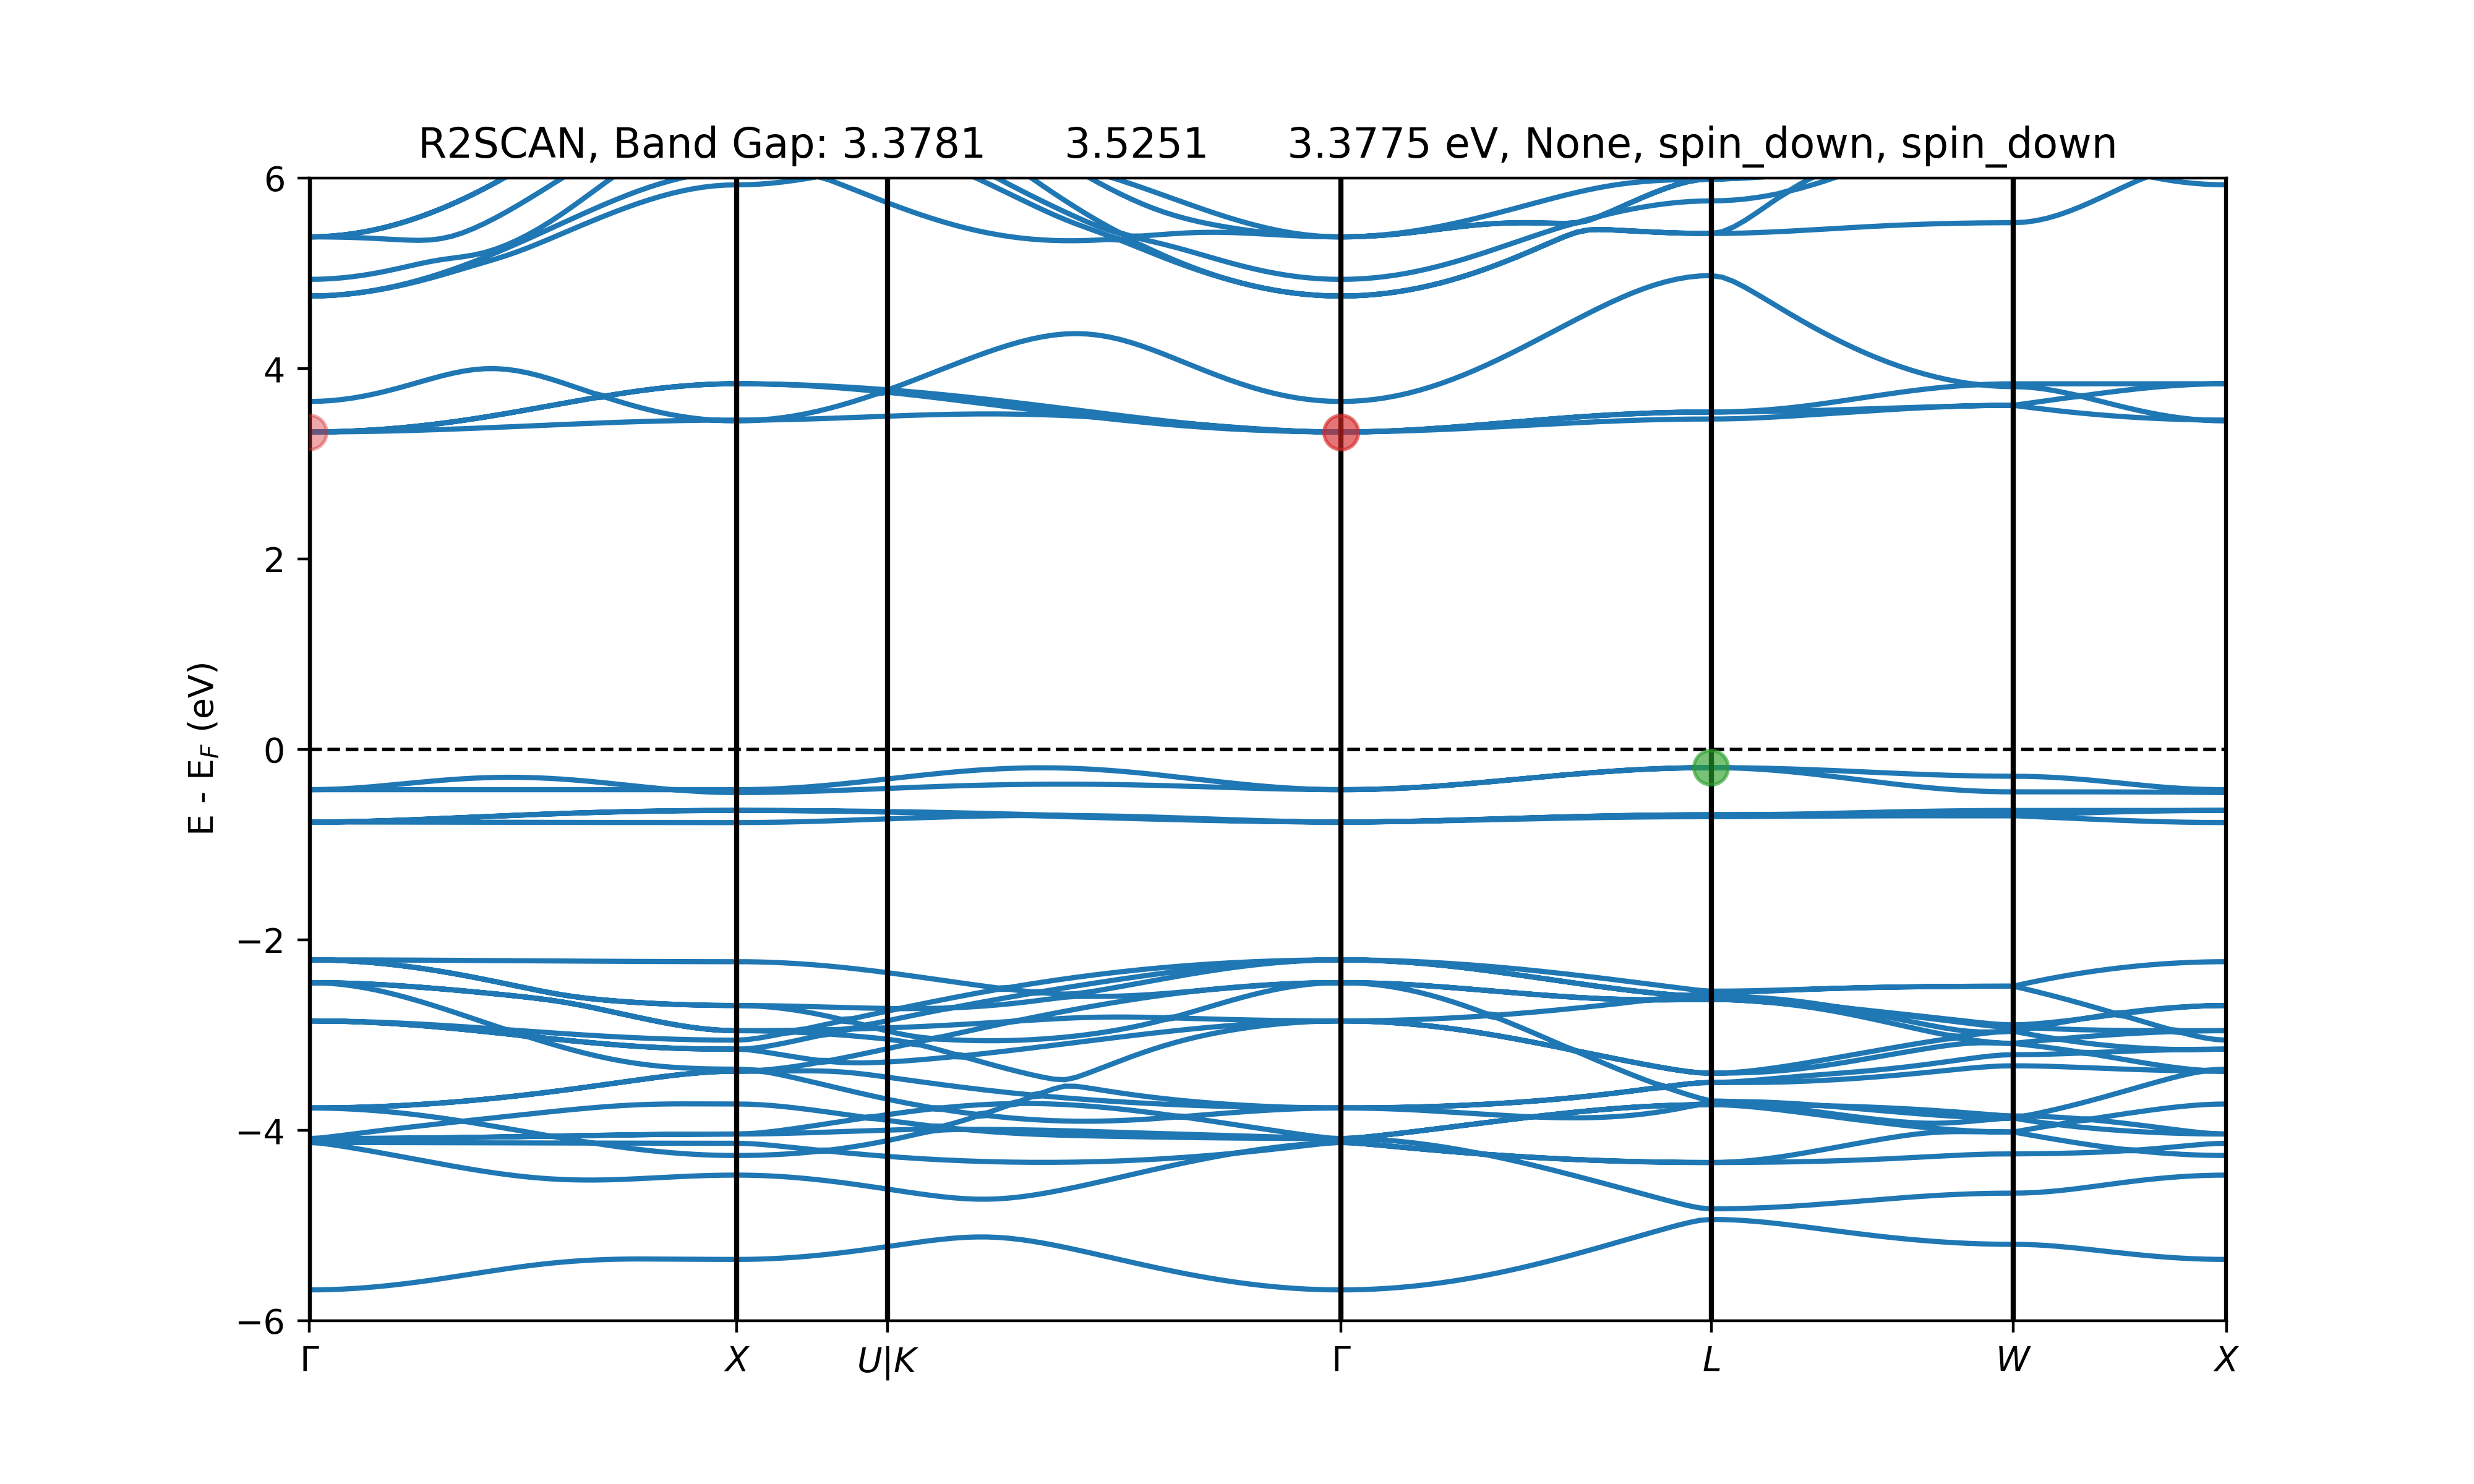 R2SCAN, Band Gap: 3.3781 3.5251 3.3775 eV, None, spin_down, spin_down
6
4
2
0
−2
−4
−6
E - E_F (eV)
Γ X U|K Γ L W X